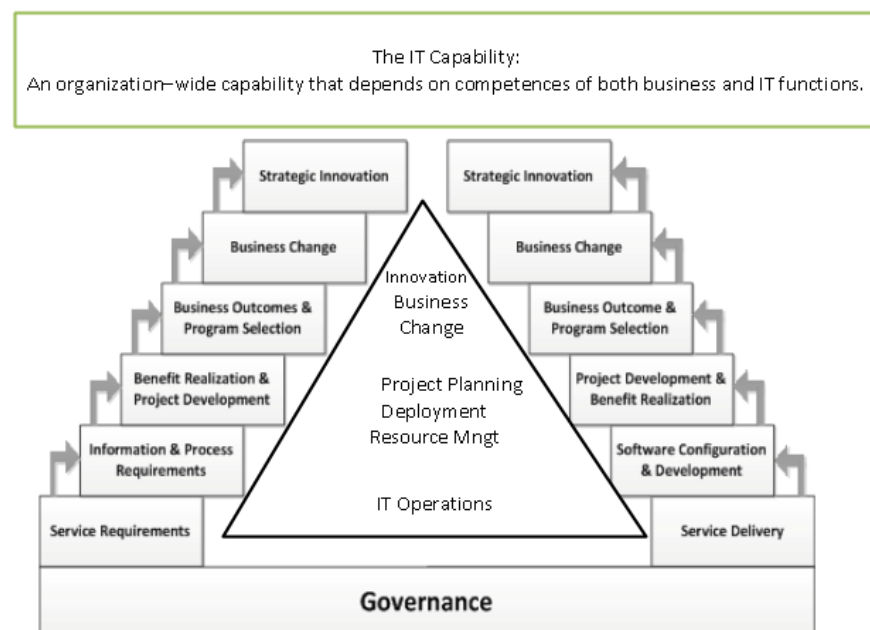 The IT Capability:
An organization–wide capability that depends on competences of both business and IT functions.
Strategic Innovation
Strategic Innovation
Business Change
Business Change
Innovation
Business
Change
Business Outcomes &
Program Selection
Business Outcome &
Program Selection
Benefit Realization &
Project Development
Project Planning
Deployment
Resource Mngt
Project Development &
Benefit Realization
Information & Process
Requirements
Software Configuration
& Development
Service Requirements
IT Operations
Service Delivery
Governance